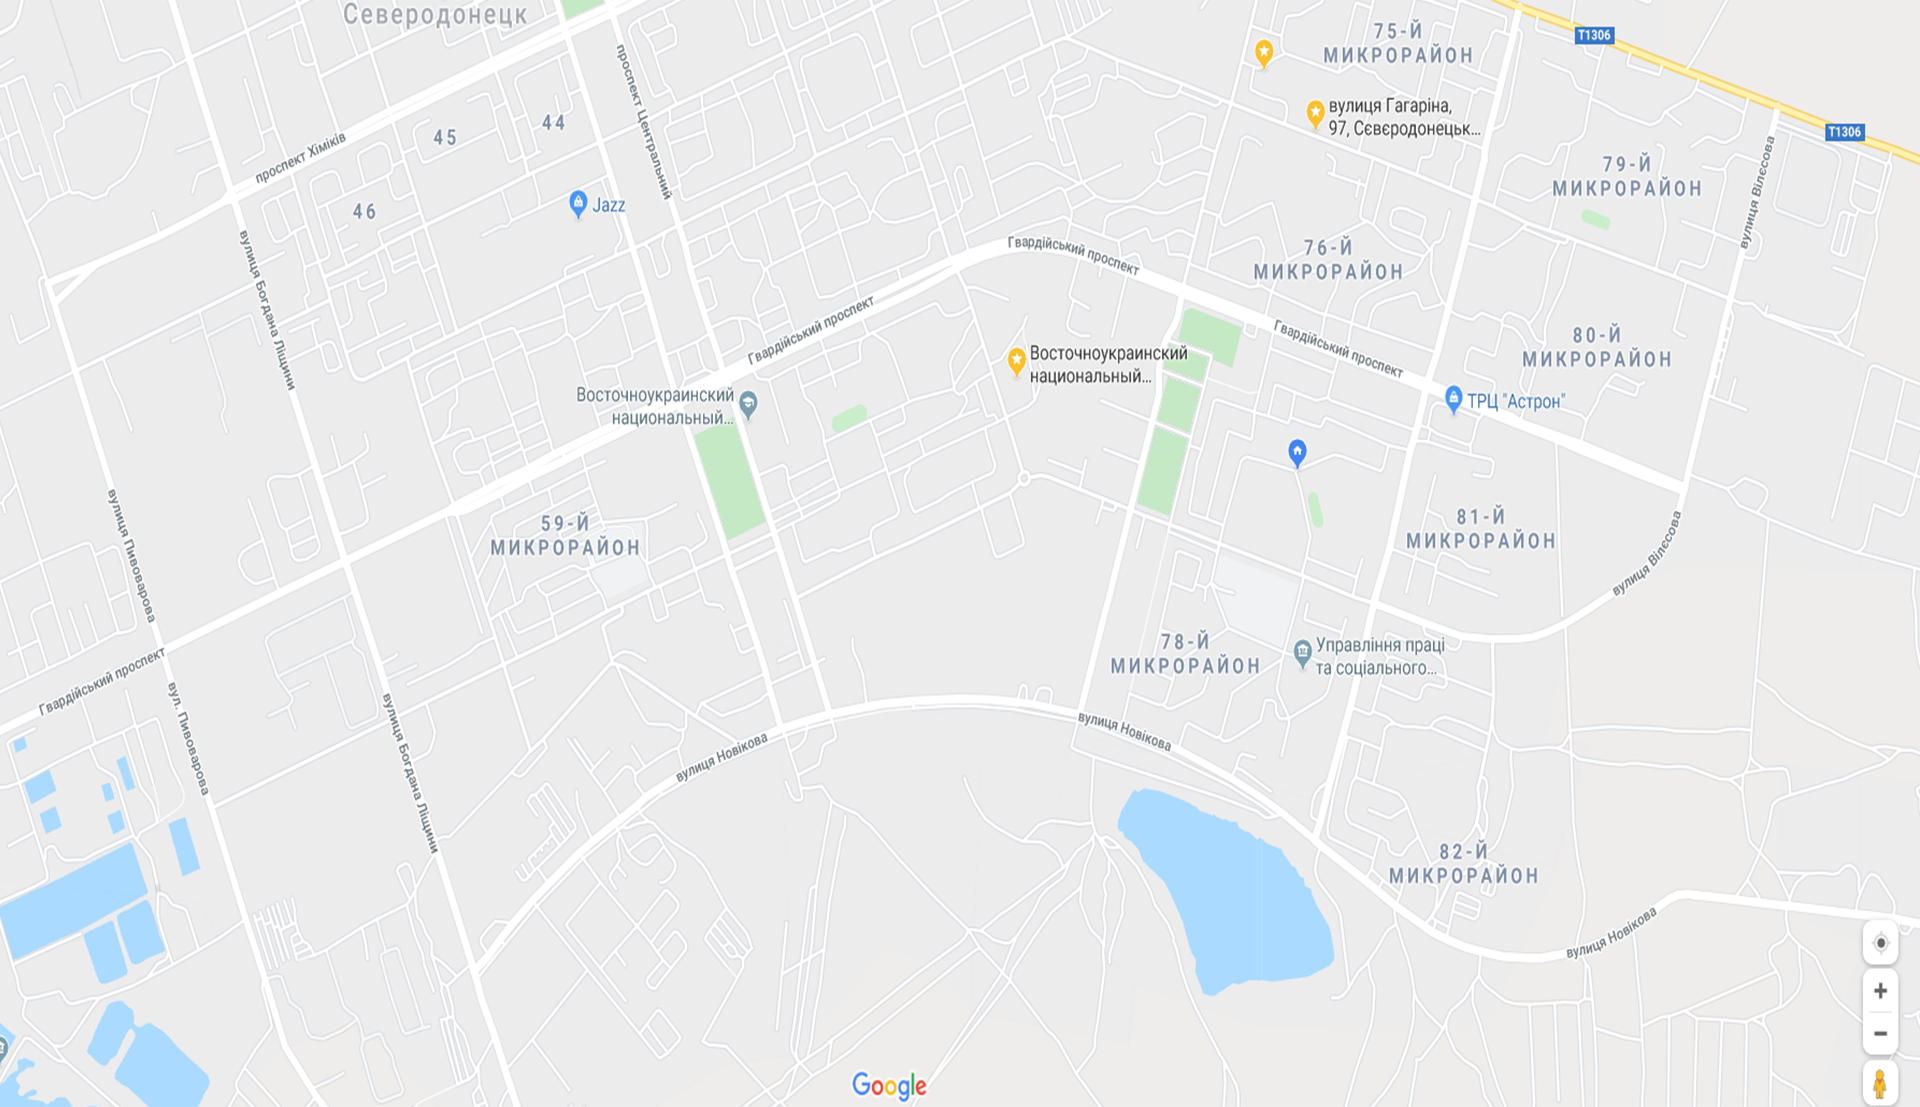 Северодонецк
75-Й
МИКРОРАЙОН
T1306
вулиця Гагаріна,
97, Сєвєродонецьк...
T1306
проспект Центральний
44
45
проспект Хіміків
46
Jazz
79-Й
МИКРОРАЙОН
вулиця Вілєсова
76-Й
МИКРОРАЙОН
Гвардійський проспект
вулиця Богдана Ліщини
Гвардійський проспект
Гвардійський проспект
80-Й
МИКРОРАЙОН
Восточноукраинский
национальный...
Восточноукраинский
национальный...
ТРЦ "Астрон"
59-Й
МИКРОРАЙОН
81-Й
МИКРОРАЙОН
вулиця Вілєсова
вулиця Пивоварова
78-Й
МИКРОРАЙОН
Управління праці
та соціального...
Гвардійський проспект
вул. Пивоварова
вулиця Богдана Ліщини
вулиця Новікова
вулиця Новікова
82-Й
МИКРОРАЙОН
вулиця Новікова
Google